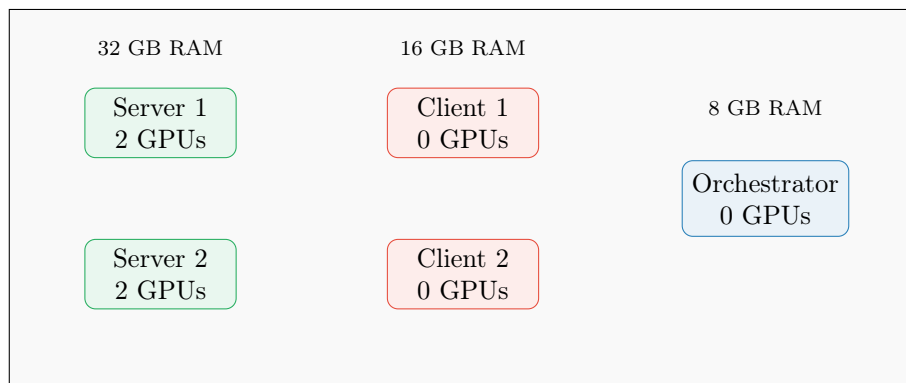 32 GB RAM
Server 1
2 GPUs
Server 2
2 GPUs
16 GB RAM
Client 1
0 GPUs
Client 2
0 GPUs
8 GB RAM
Orchestrator
0 GPUs